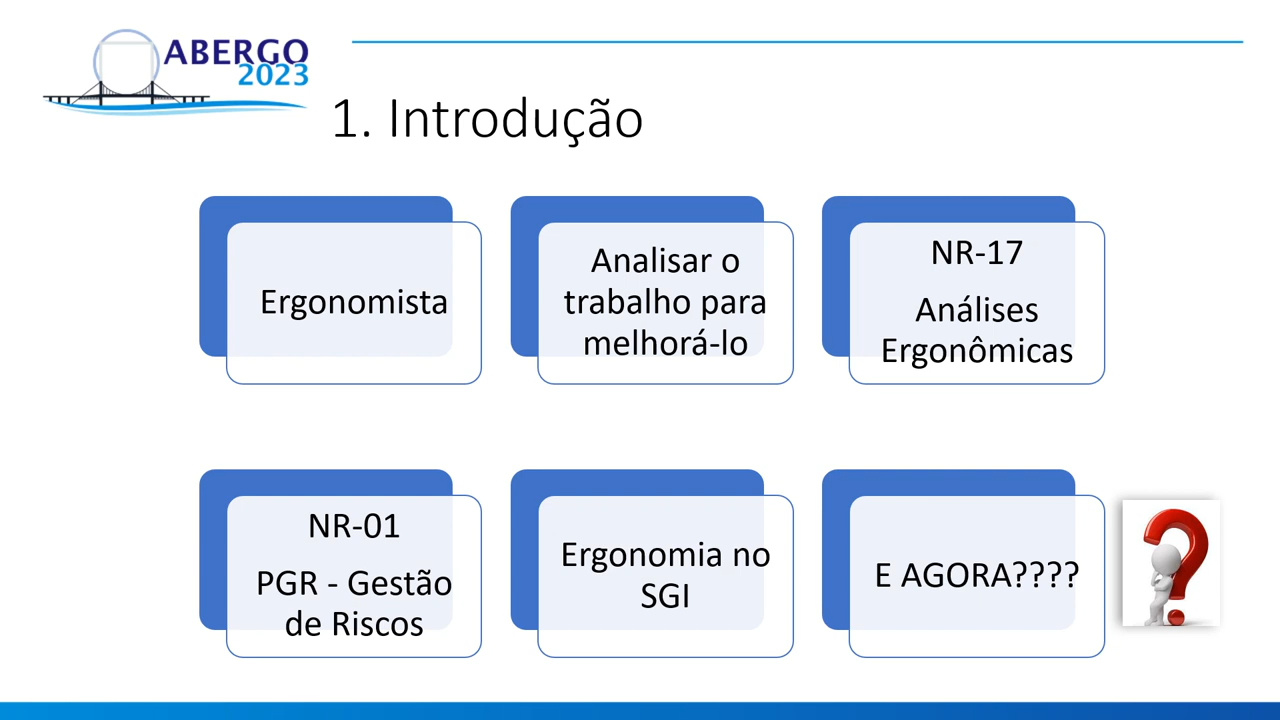 ABERGO
2023
1. Introdução
Ergonomista
Analisar o
trabalho para
melhorá-lo
NR-17
Análises
Ergonômicas
NR-01
PGR - Gestão
de Riscos
Ergonomia no
SGI
E AGORA????